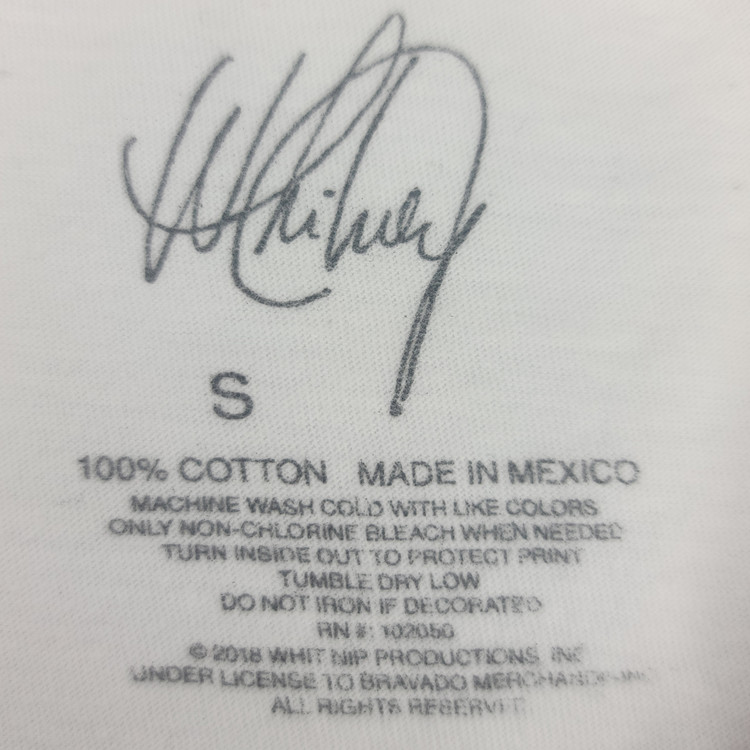 Whitney
S
100% COTTON MADE IN MEXICO
MACHINE WASH COLD WITH LIKE COLORS
ONLY NON-CHLORINE BLEACH WHEN NEEDED
TURN INSIDE OUT TO PROTECT PRINT
TUMBLE DRY LOW
DO NOT IRON IF DECORATED
RN #: 102050
© 2018 WHIT NIP PRODUCTIONS, INC
UNDER LICENSE TO BRAVADO
ALL RIGHTS RESERVED